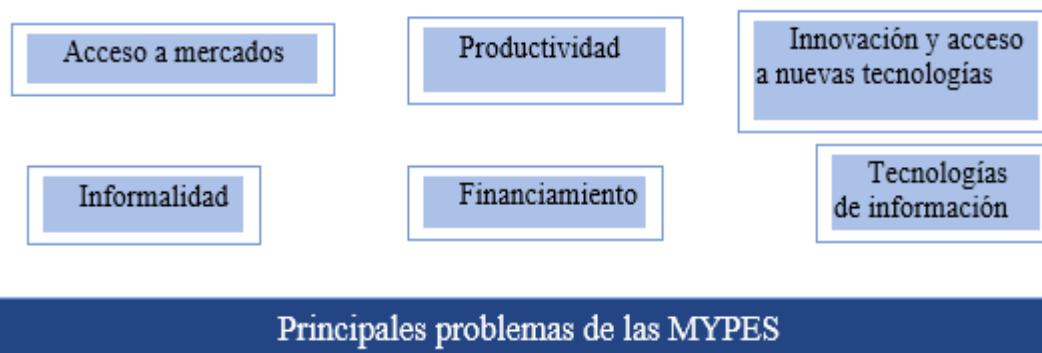 Acceso a mercados
Productividad
Innovación y acceso
a nuevas tecnologías
Informalidad
Financiamiento
Tecnologías
de información
Principales problemas de las MYPES